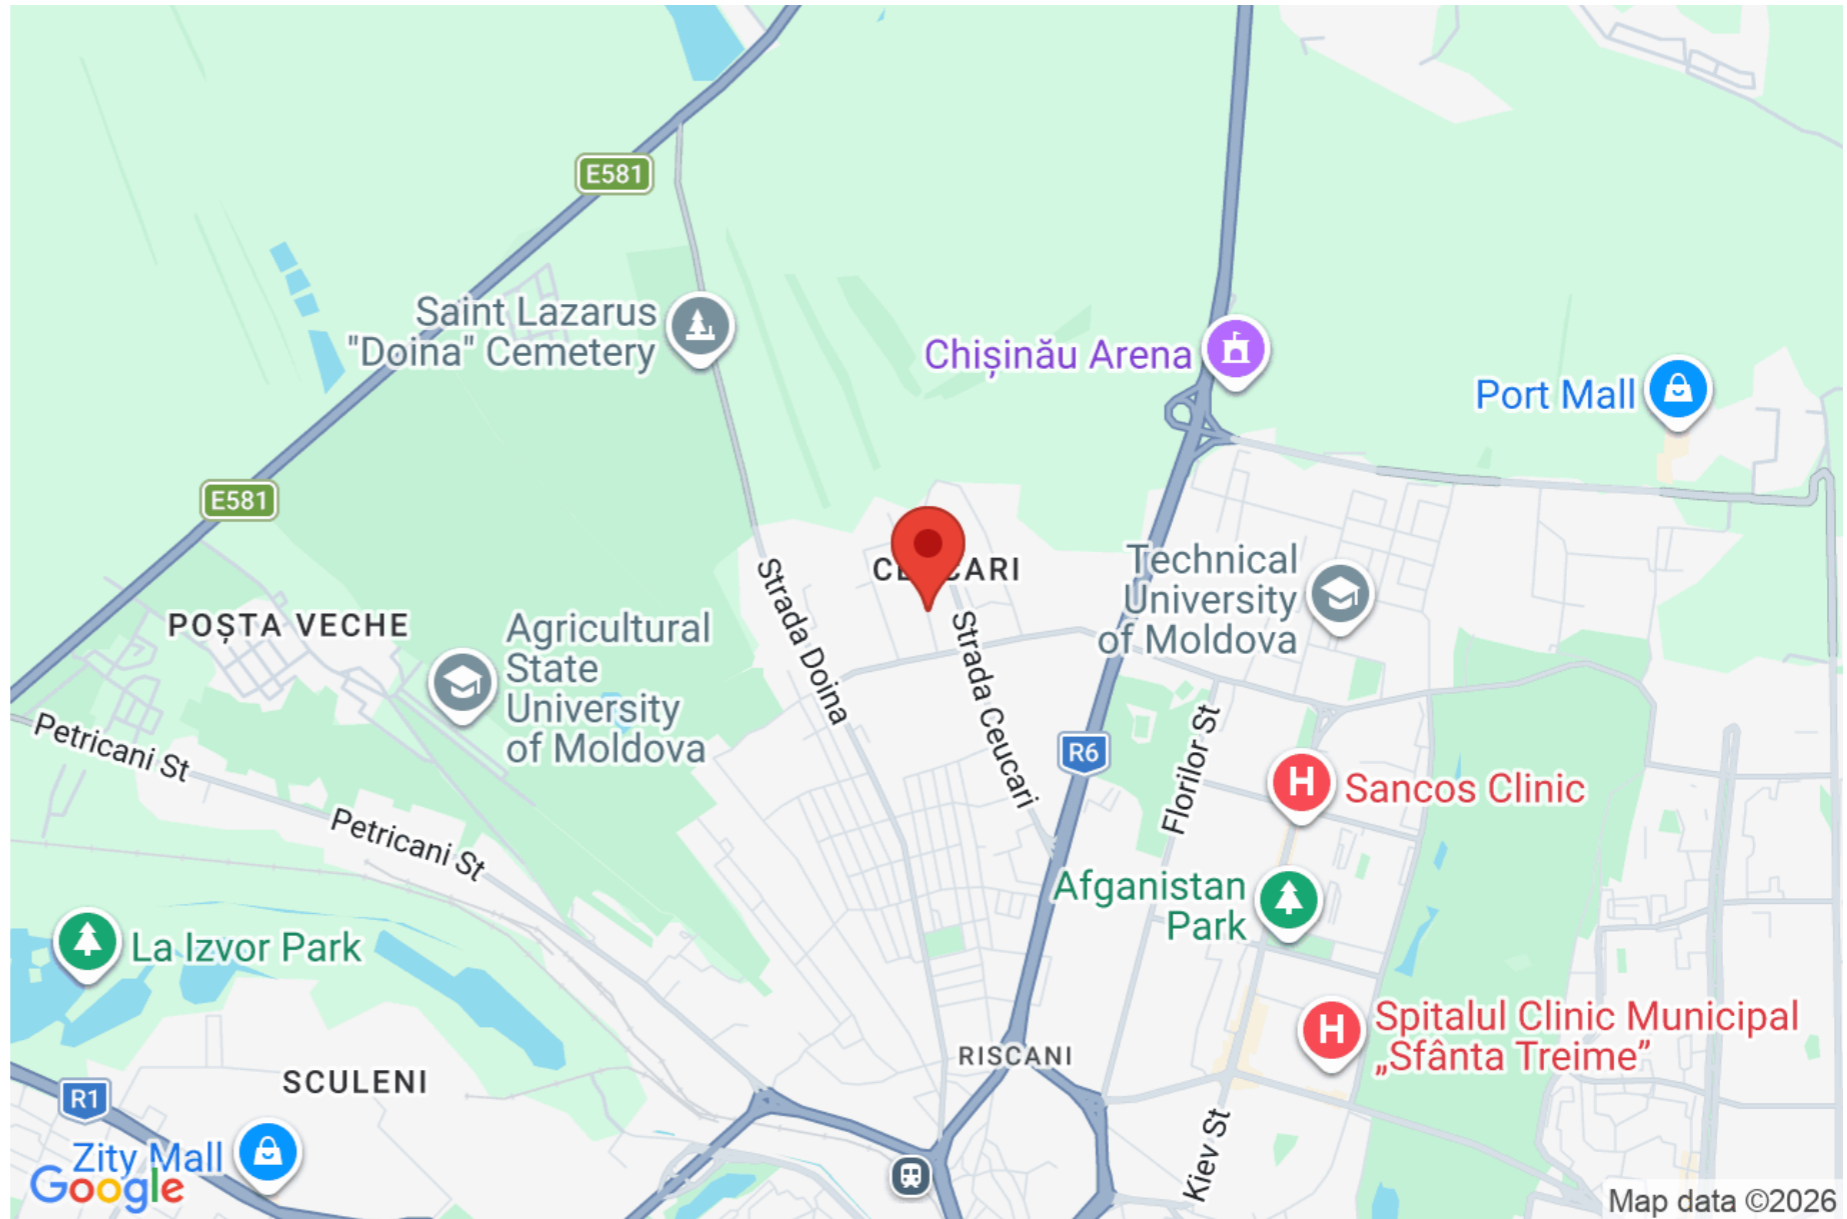 E581
Saint Lazarus
"Doina" Cemetery
Chișinău Arena
Port Mall
E581
Technical
University
of Moldova
POȘTA VECHE
Agricultural
State
University
of Moldova
Strada Doina
Strada Ceucari
Petricani St
R6
Florilor St
Sancos Clinic
Petricani St
Afganistan
Park
La Izvor Park
Spitalul Clinic Municipal
„Sfânta Treime”
RISCANI
SCULENI
R1
Kiev St
Zity Mall
Google
Map data ©2026